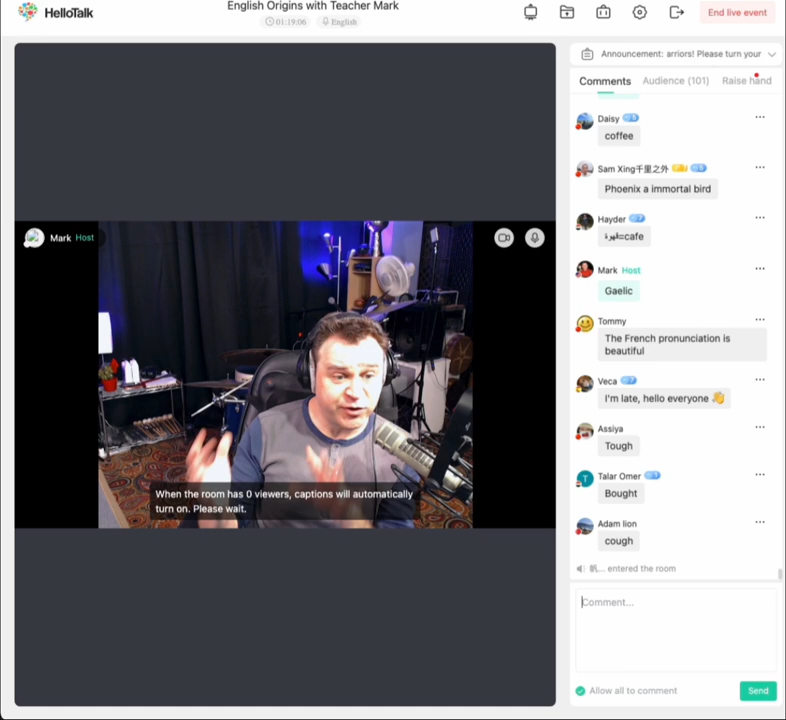 HelloTalk
English Origins with Teacher Mark
01:19:06
English
End live event
Announcement: arriors! Please turn your
Comments
Audience (101)
Raise hand
Mark Host
When the room has 0 viewers, captions will automatically
turn on. Please wait.
Daisy
coffee
Sam Xing千里之外
Phoenix a immortal bird
Hayder
قهوة=cafe
Mark Host
Gaelic
Tommy
The French pronunciation is
beautiful
Veca
I'm late, hello everyone 👋
Assiya
Tough
T
Talar Omer
Bought
Adam lion
cough
帆... entered the room
Comment...
Allow all to comment
Send